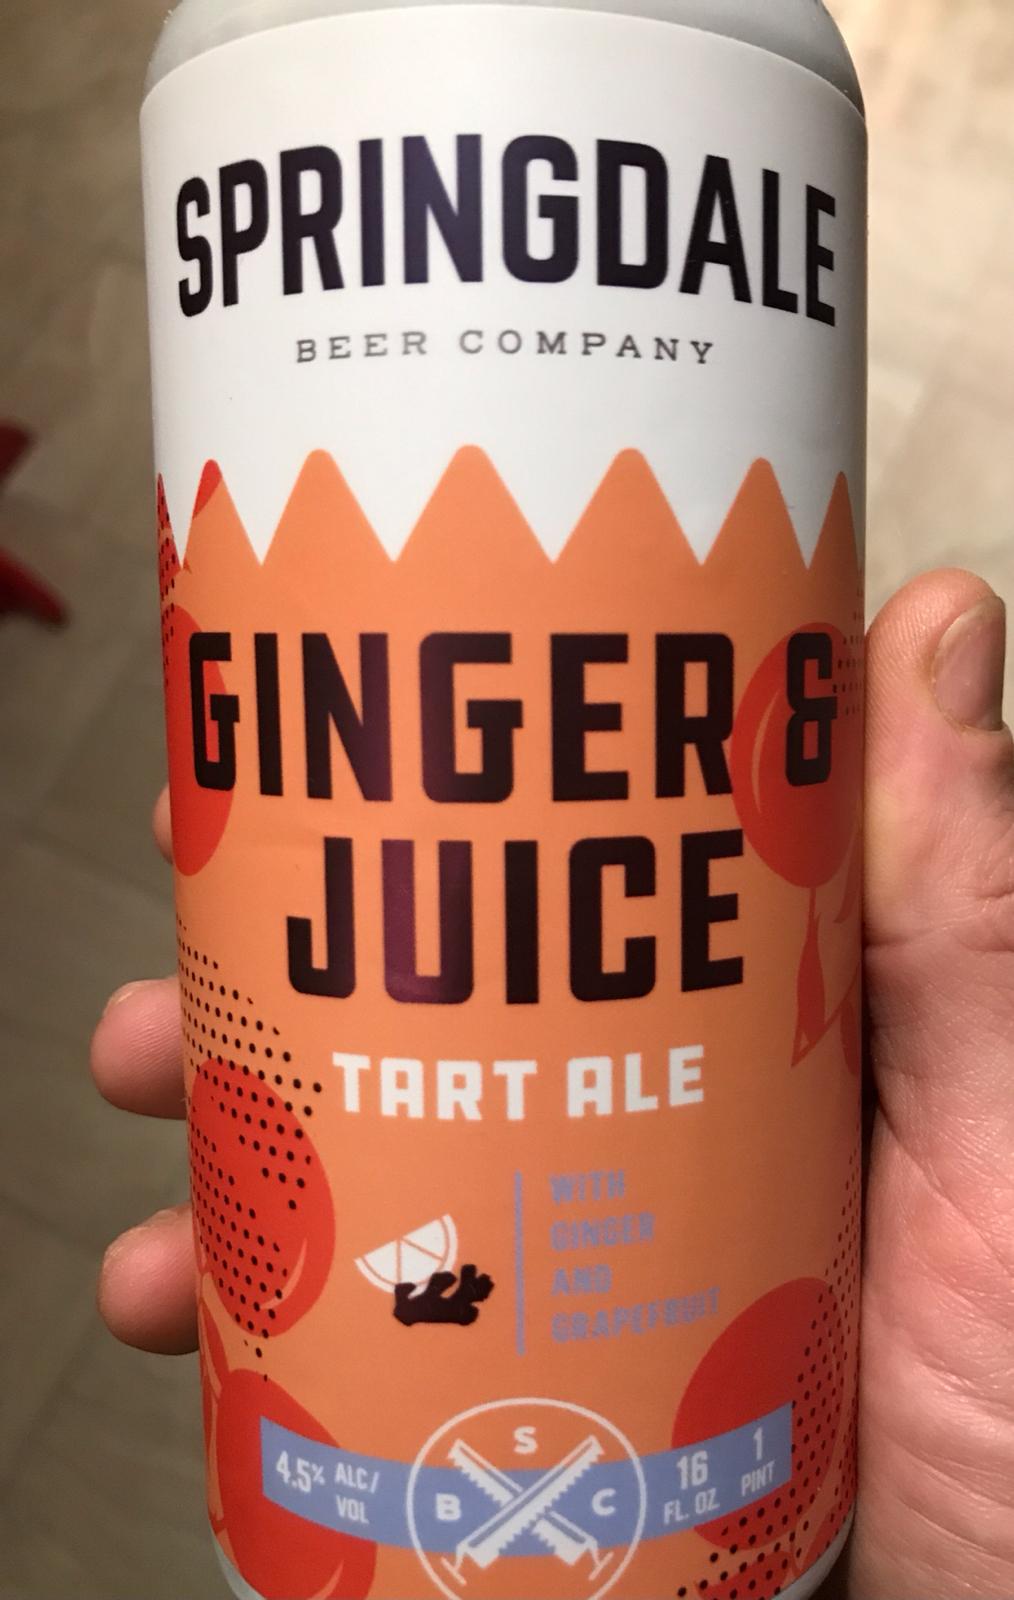 SPRINGDALE
BEER COMPANY
GINGER &
JUICE
TART ALE
WITH
GINGER
AND
GRAPEFRUIT
S
B C
4.5% ALC/
VOL
16 1
FL. OZ PINT